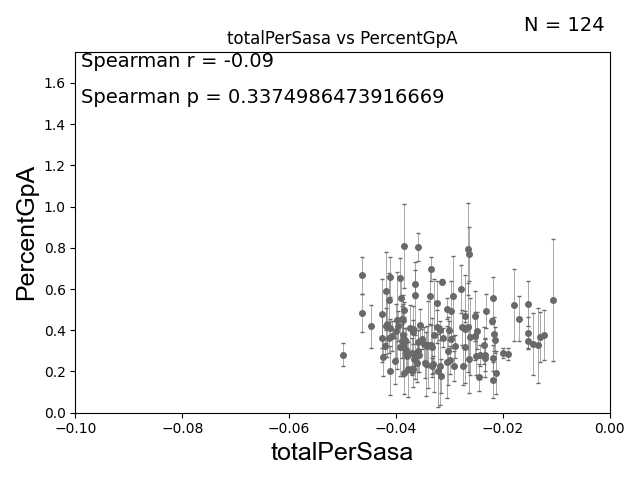 N = 124
totalPerSasa vs PercentGpA
Spearman r = -0.09
Spearman p = 0.3374986473916669
PercentGpA
1.6
1.4
1.2
1.0
0.8
0.6
0.4
0.2
0.0
−0.10 −0.08 −0.06 −0.04 −0.02 0.00
totalPerSasa